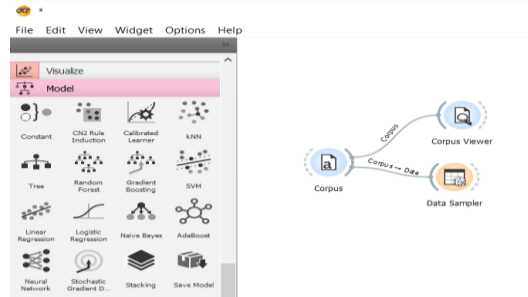 File Edit View Widget Options Help
Visualize
Model
Constant
CN2 Rule
Induction
Calibrated
Learner
kNN
Tree
Random
Forest
Gradient
Boosting
SVM
Linear
Regression
Logistic
Regression
Naive Bayes
AdaBoost
Neural
Network
Stochastic
Gradient D...
Stacking
Save Model
Corpus
Corpus
Corpus Viewer
Corpus → Data
Data Sampler